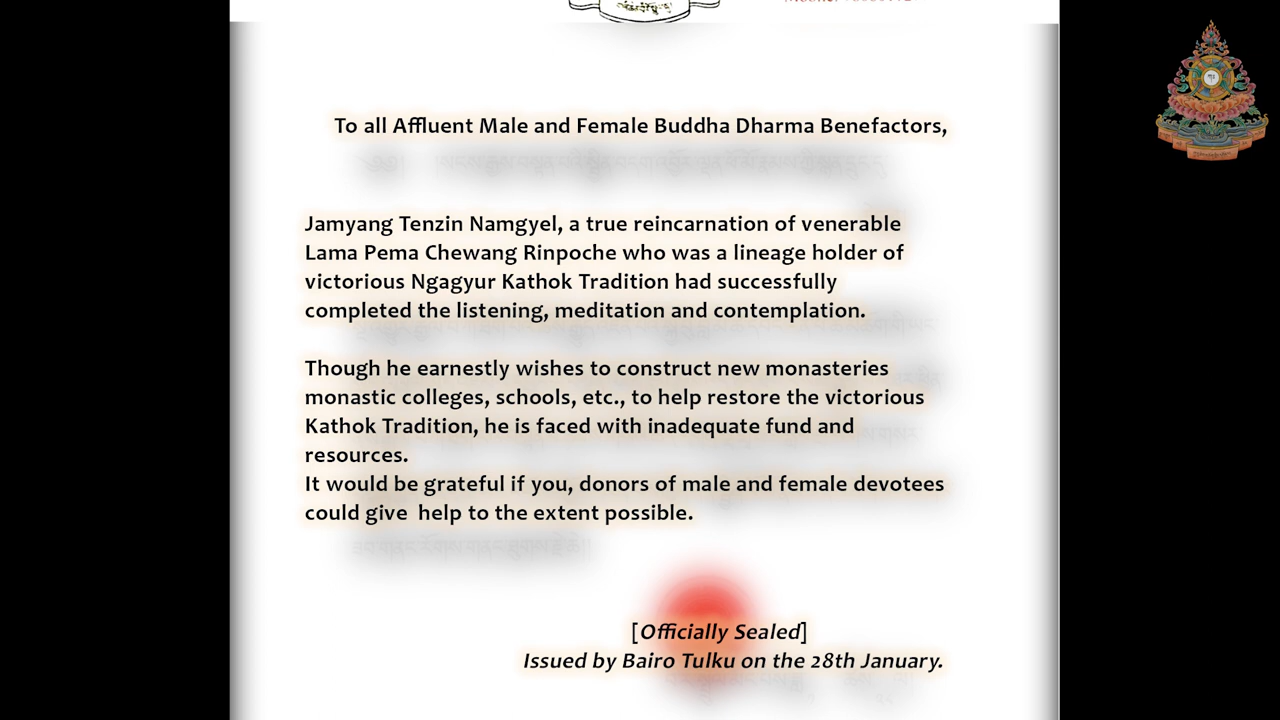 To all Affluent Male and Female Buddha Dharma Benefactors,
Jamyang Tenzin Namgyel, a true reincarnation of venerable
Lama Pema Chewang Rinpoche who was a lineage holder of
victorious Ngagyur Kathok Tradition had successfully
completed the listening, meditation and contemplation.
Though he earnestly wishes to construct new monasteries
monastic colleges, schools, etc., to help restore the victorious
Kathok Tradition, he is faced with inadequate fund and
resources.
It would be grateful if you, donors of male and female devotees
could give  help to the extent possible.
[Officially Sealed]
Issued by Bairo Tulku on the 28th January.